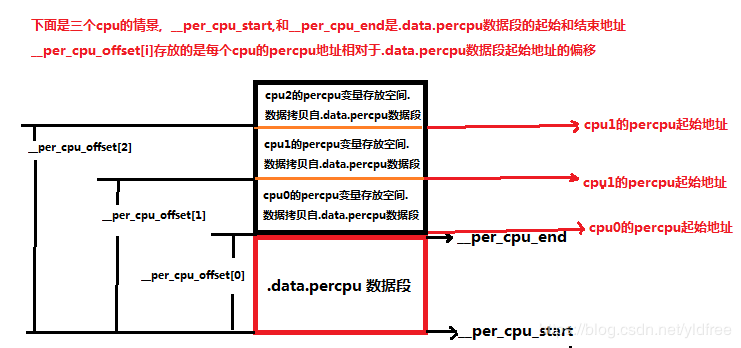 下面是三个cpu的情景，__per_cpu_start,和__per_cpu_end是.data.percpu数据段的起始和结束地址
__per_cpu_offset[i]存放的是每个cpu的percpu地址相对于.data.percpu数据段起始地址的偏移
cpu2的percpu变量存放空间.
数据拷贝自.data.percpu数据段
cpu1的percpu起始地址
__per_cpu_offset[2]
cpu1的percpu变量存放空间.
数据拷贝自.data.percpu数据段
cpu1的percpu起始地址
__per_cpu_offset[1]
cpu0的percpu变量存放空间.
数据拷贝自.data.percpu数据段
cpu0的percpu起始地址
__per_cpu_end
__per_cpu_offset[0]
.data.percpu 数据段
__per_cpu_start
https://blog.csdn.net/yldfree